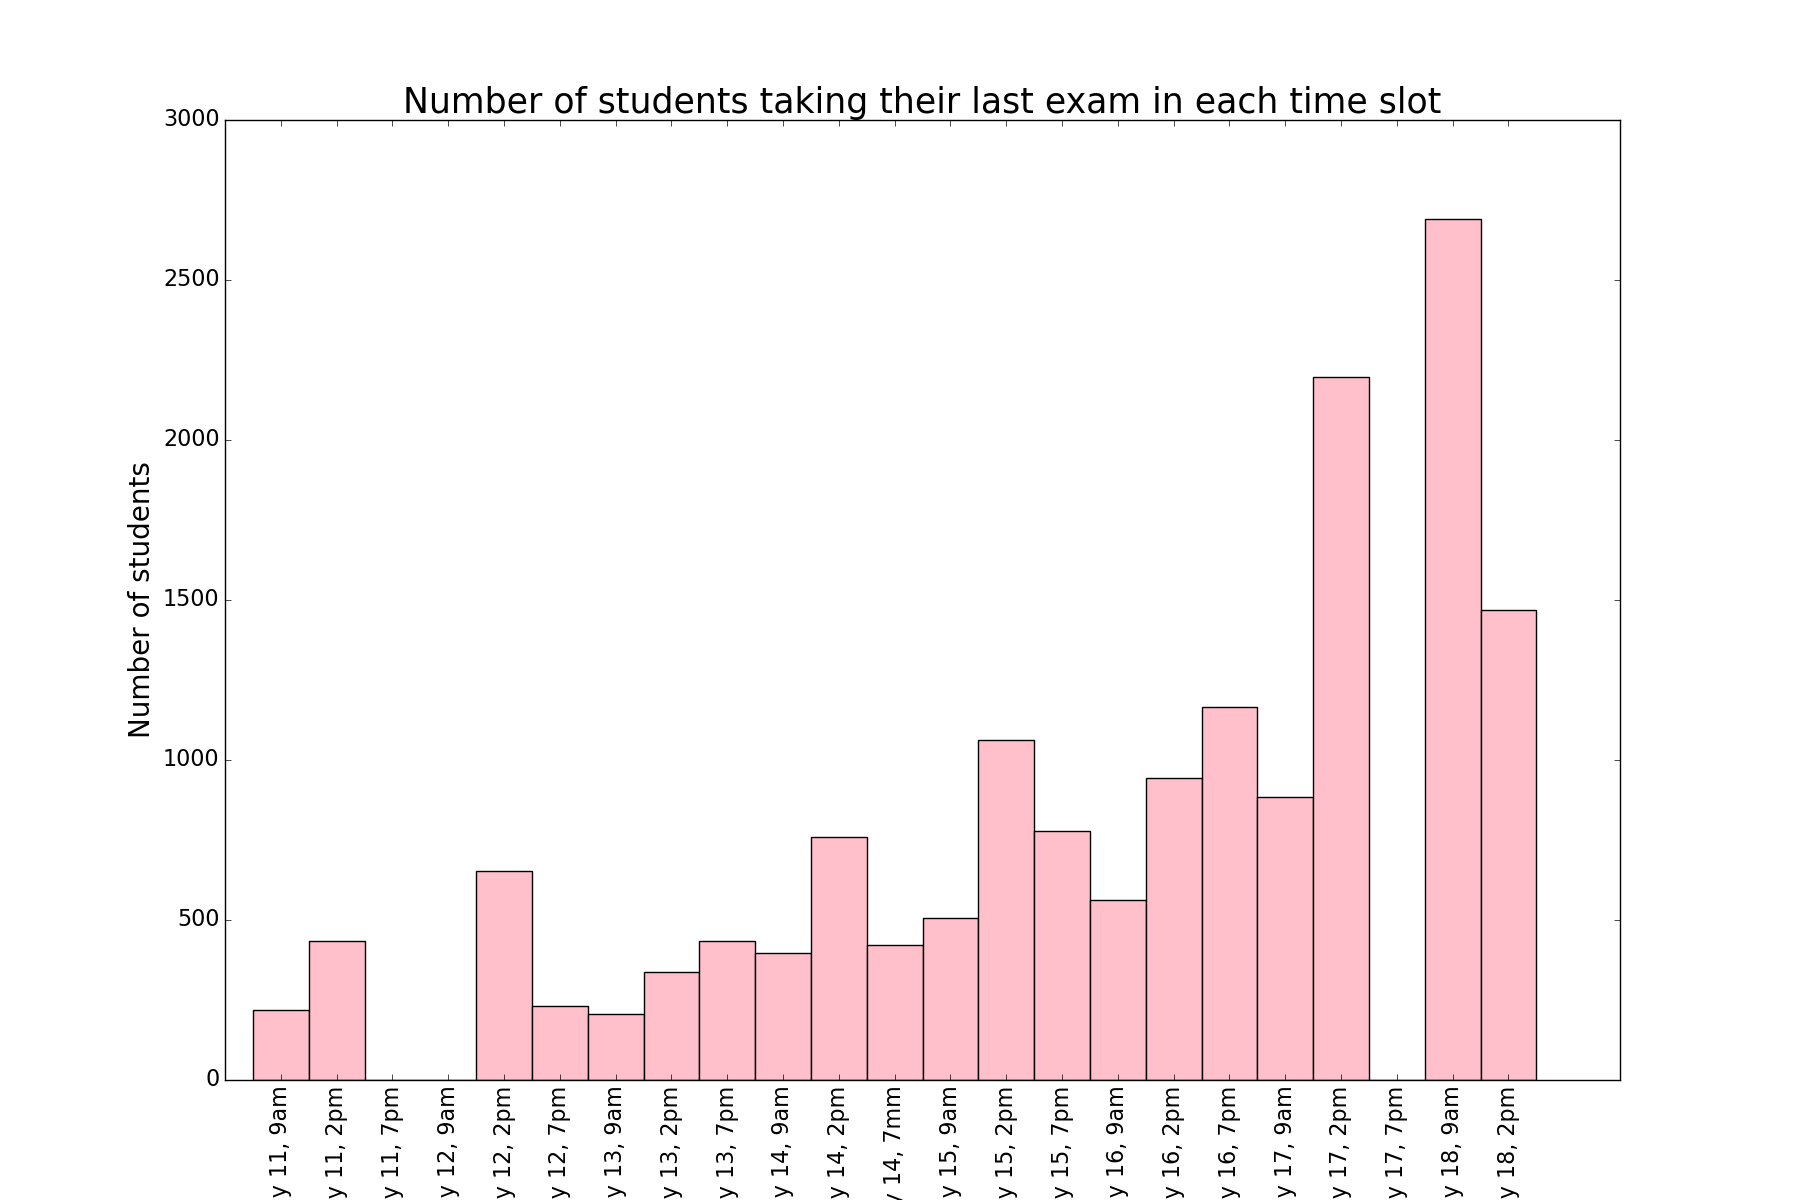 Number of students taking their last exam in each time slot
3000
2500
2000
1500
1000
500
0
Number of students
y 11, 9am
y 11, 2pm
y 11, 7pm
y 12, 9am
y 12, 2pm
y 12, 7pm
y 13, 9am
y 13, 2pm
y 13, 7pm
y 14, 9am
y 14, 2pm
y 14, 7mm
y 15, 9am
y 15, 2pm
y 15, 7pm
y 16, 9am
y 16, 2pm
y 16, 7pm
y 17, 9am
y 17, 2pm
y 17, 7pm
y 18, 9am
y 18, 2pm